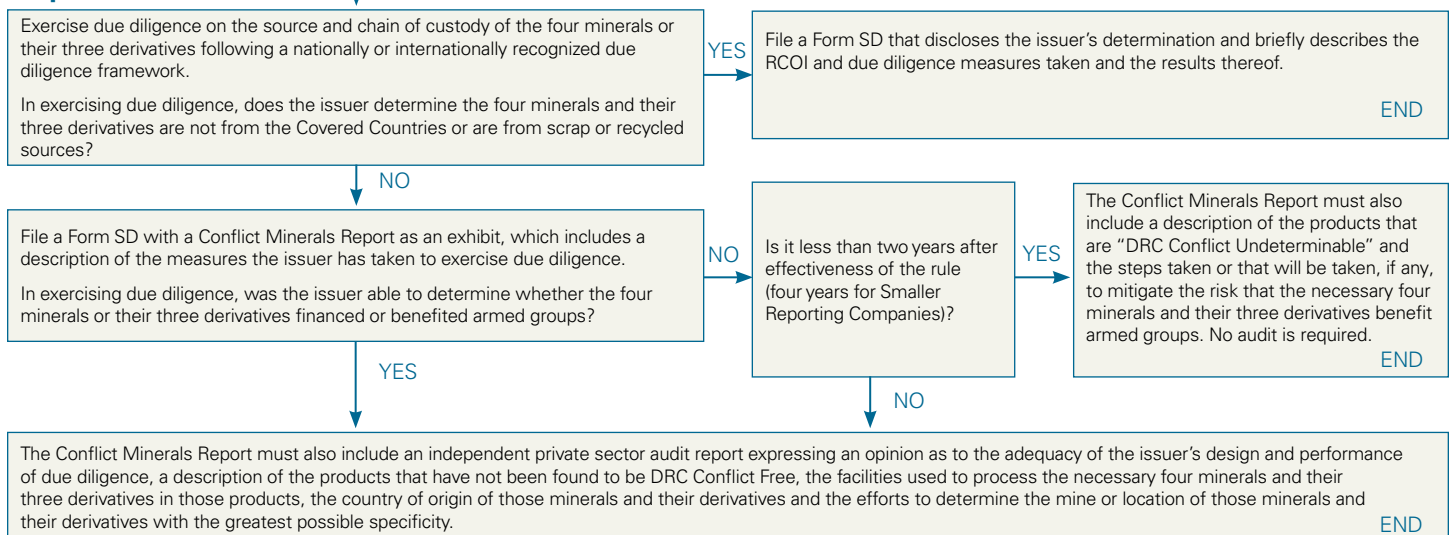 Exercise due diligence on the source and chain of custody of the four minerals or
their three derivatives following a nationally or internationally recognized due
diligence framework.
In exercising due diligence, does the issuer determine the four minerals and their
three derivatives are not from the Covered Countries or are from scrap or recycled
sources?
YES
File a Form SD that discloses the issuer's determination and briefly describes the
RCOI and due diligence measures taken and the results thereof.
END
NO
File a Form SD with a Conflict Minerals Report as an exhibit, which includes a
description of the measures the issuer has taken to exercise due diligence.
In exercising due diligence, was the issuer able to determine whether the four
minerals or their three derivatives financed or benefited armed groups?
NO
Is it less than two years after
effectiveness of the rule
(four years for Smaller
Reporting Companies)?
YES
The Conflict Minerals Report must also
include a description of the products that
are “DRC Conflict Undeterminable” and
the steps taken or that will be taken, if any,
to mitigate the risk that the necessary four
minerals and their three derivatives benefit
armed groups. No audit is required.
END
YES
NO
The Conflict Minerals Report must also include an independent private sector audit report expressing an opinion as to the adequacy of the issuer's design and performance
of due diligence, a description of the products that have not been found to be DRC Conflict Free, the facilities used to process the necessary four minerals and their
three derivatives in those products, the country of origin of those minerals and their derivatives and the efforts to determine the mine or location of those minerals and
their derivatives with the greatest possible specificity.
END